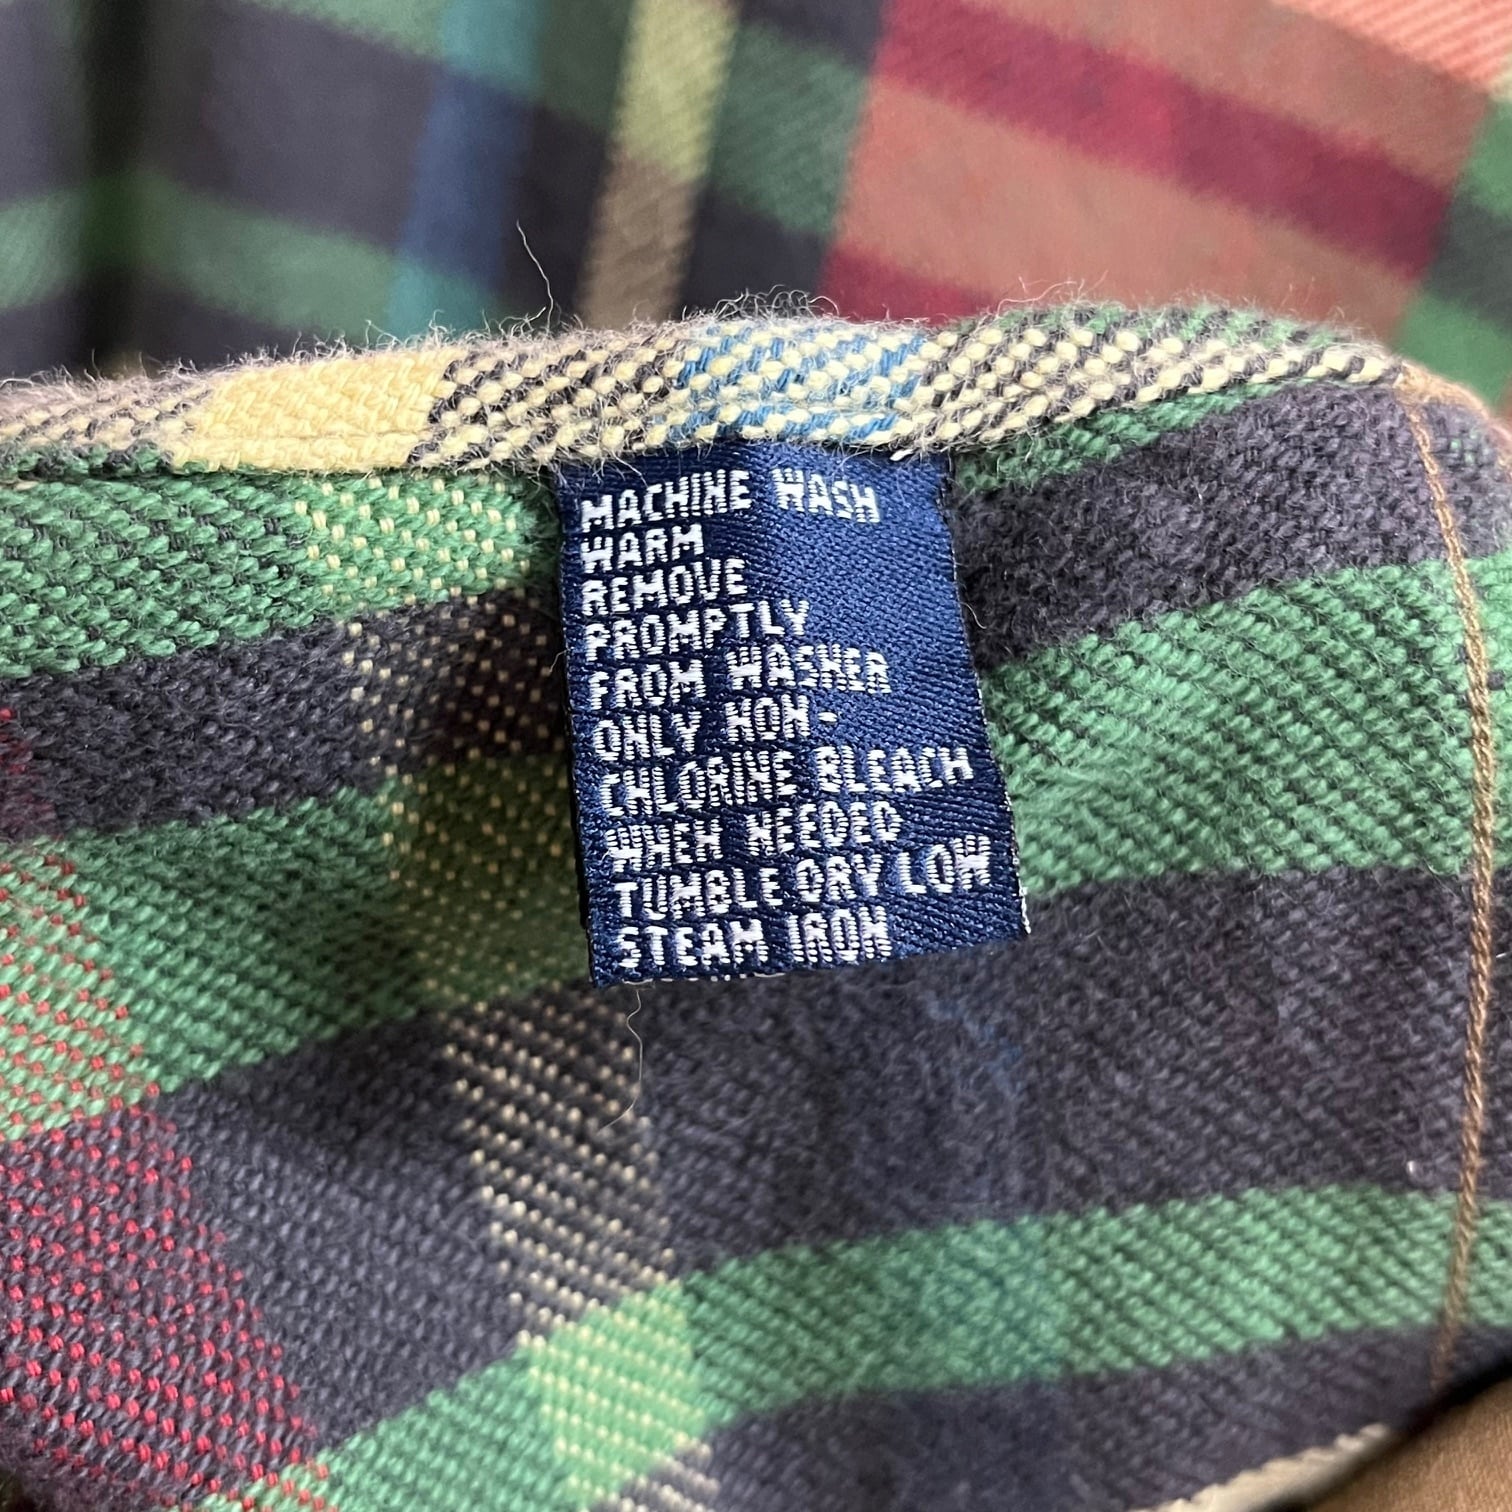 MACHINE WASH
WARM
REMOVE
PROMPTLY
FROM WASHER
ONLY NON-
CHLORINE BLEACH
WHEN NEEDED
TUMBLE DRY LOW
STEAM IRON